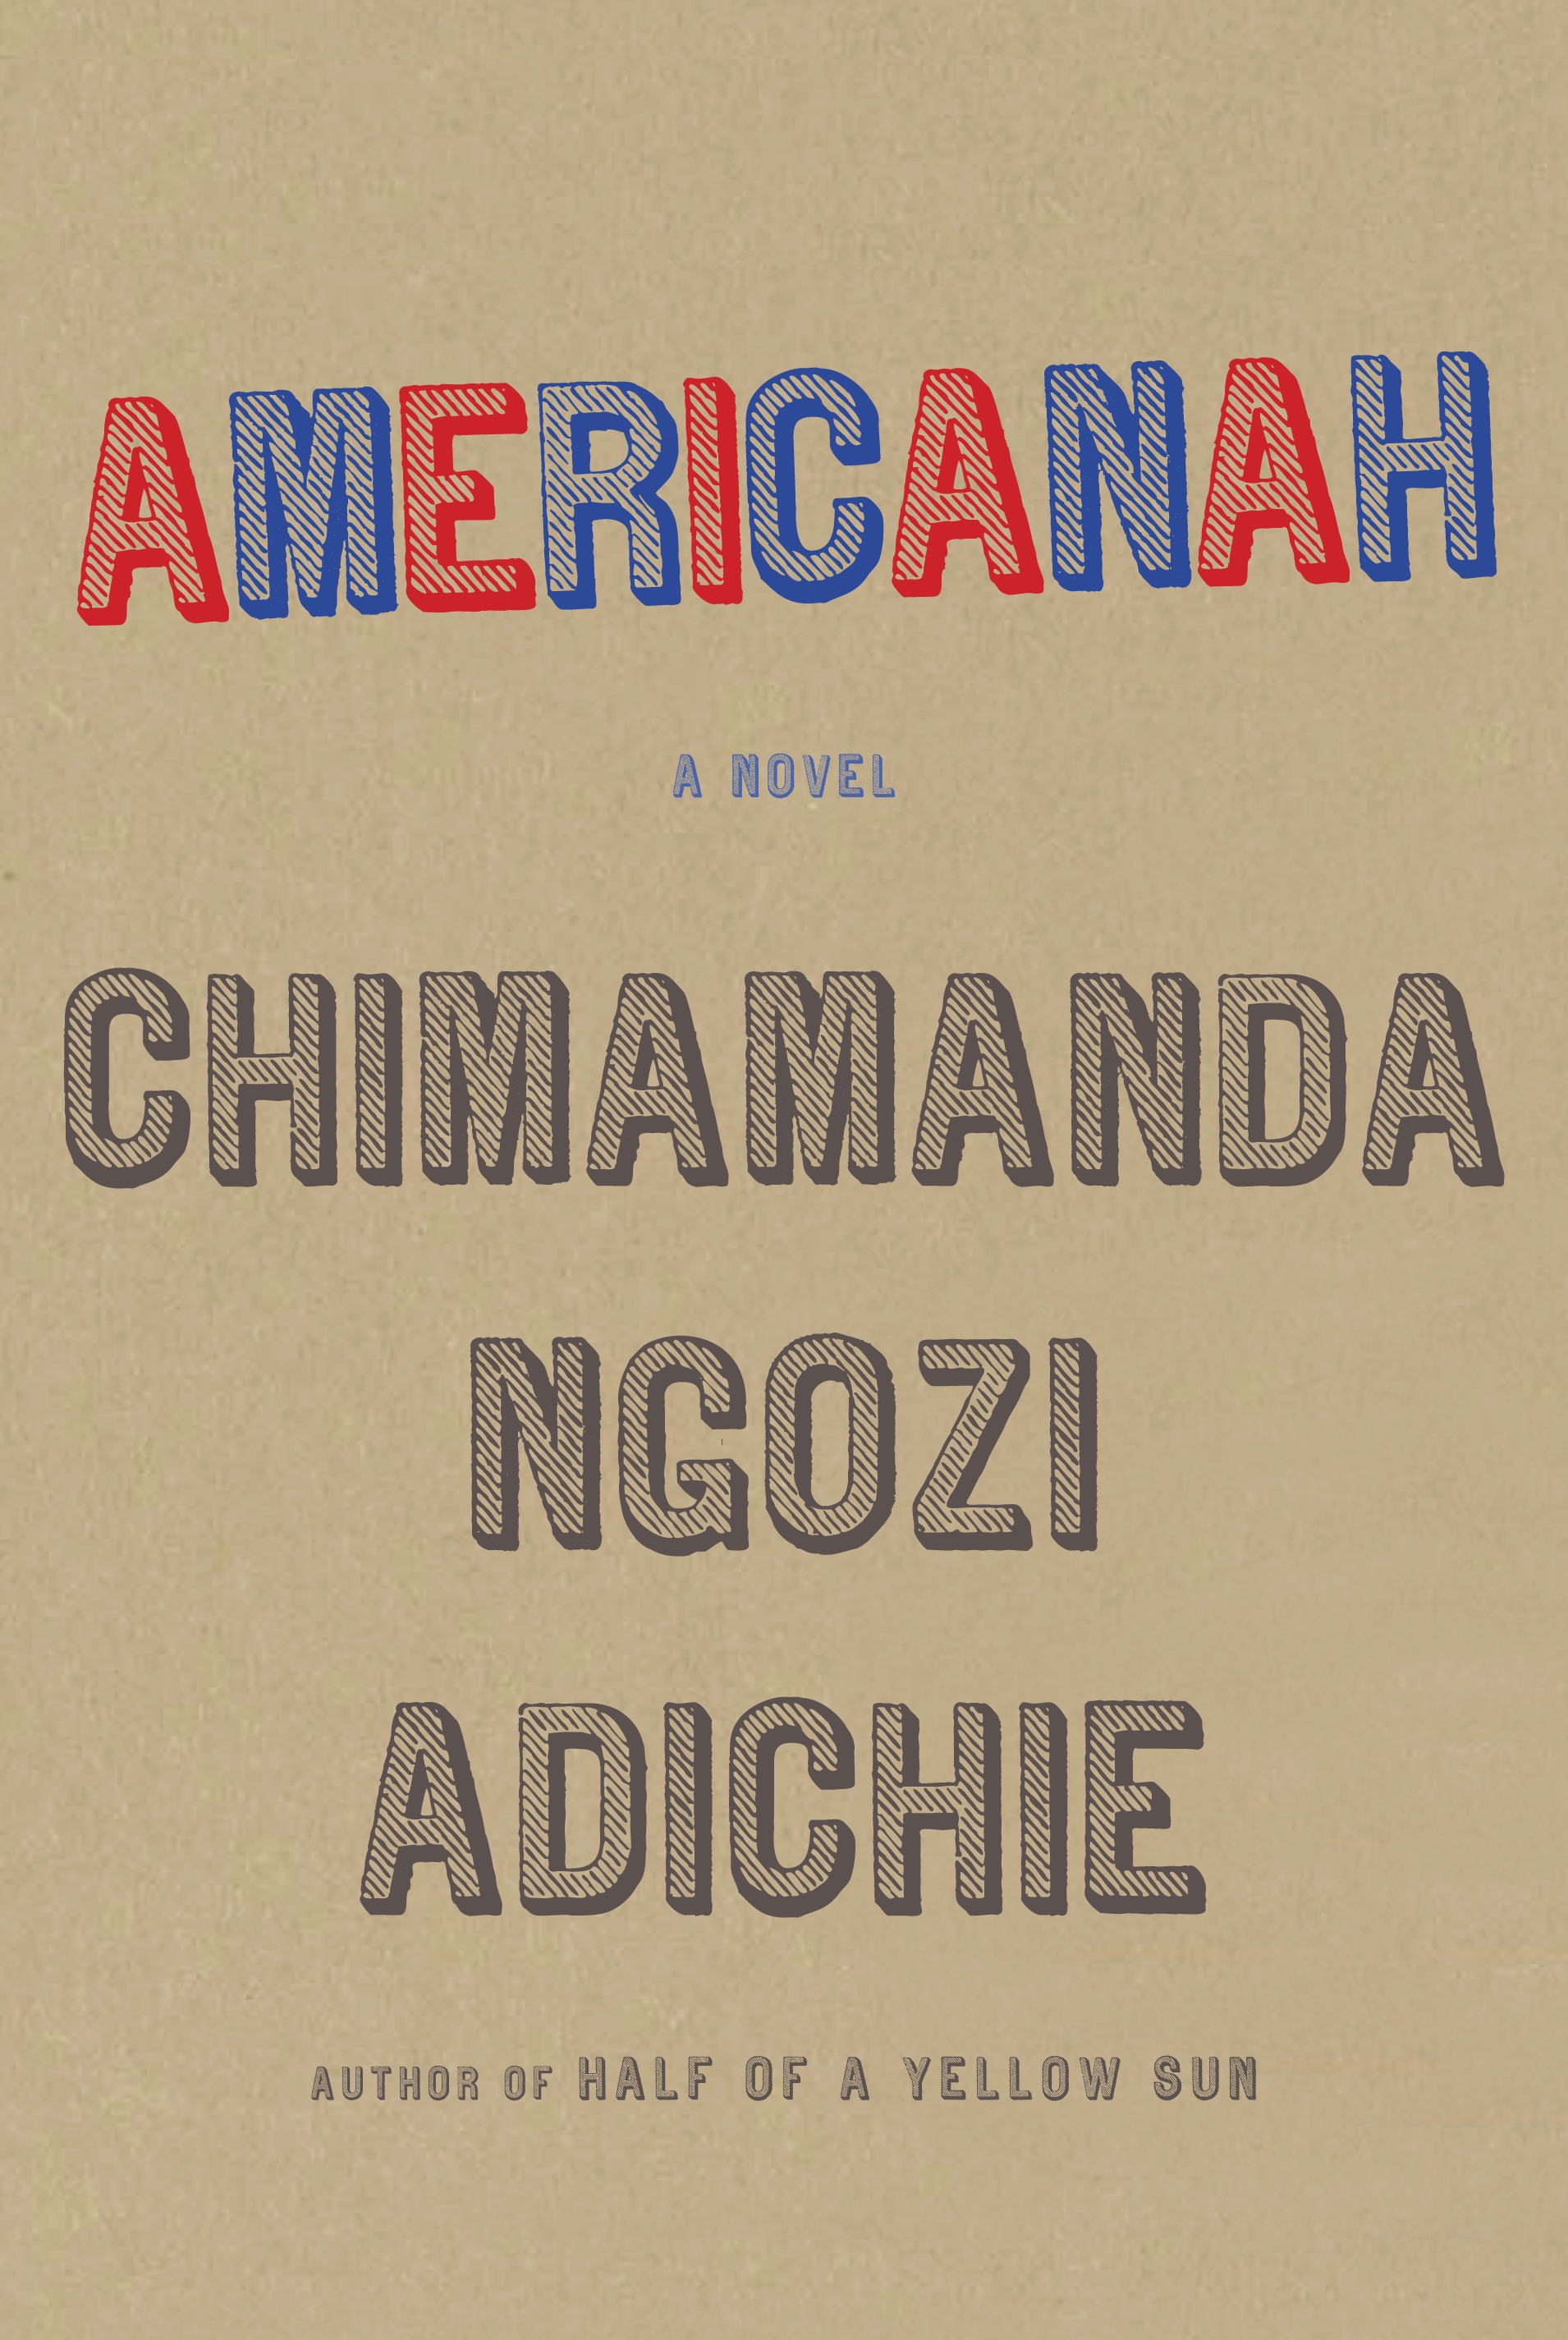 AMERICANAH
A NOVEL
CHIMAMANDA
NGOZI
ADICHIE
AUTHOR OF HALF OF A YELLOW SUN